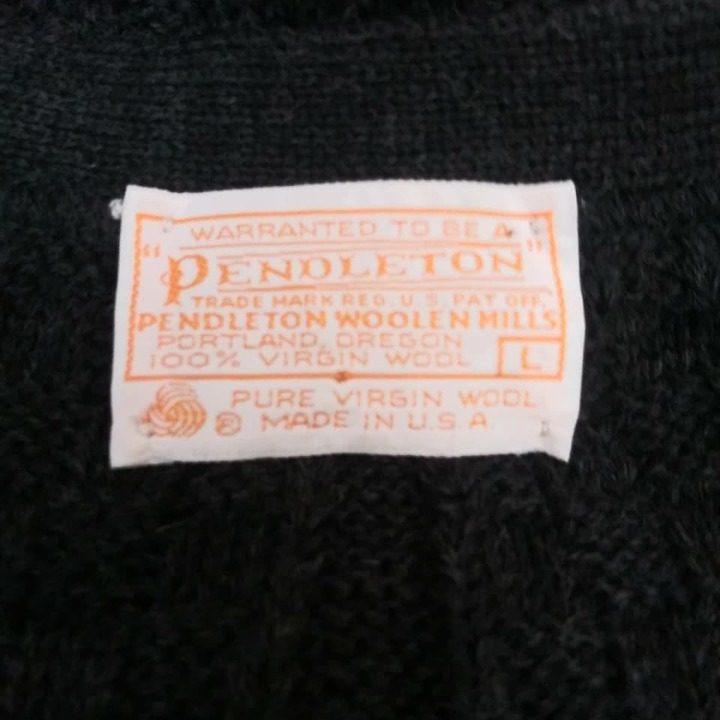 WARRANTED TO BE A
"PENDLETON"
TRADE MARK REG. U.S. PAT OFF.
PENDLETON WOOLEN MILLS
PORTLAND, OREGON
100% VIRGIN WOOL L
PURE VIRGIN WOOL
® MADE IN U.S.A.